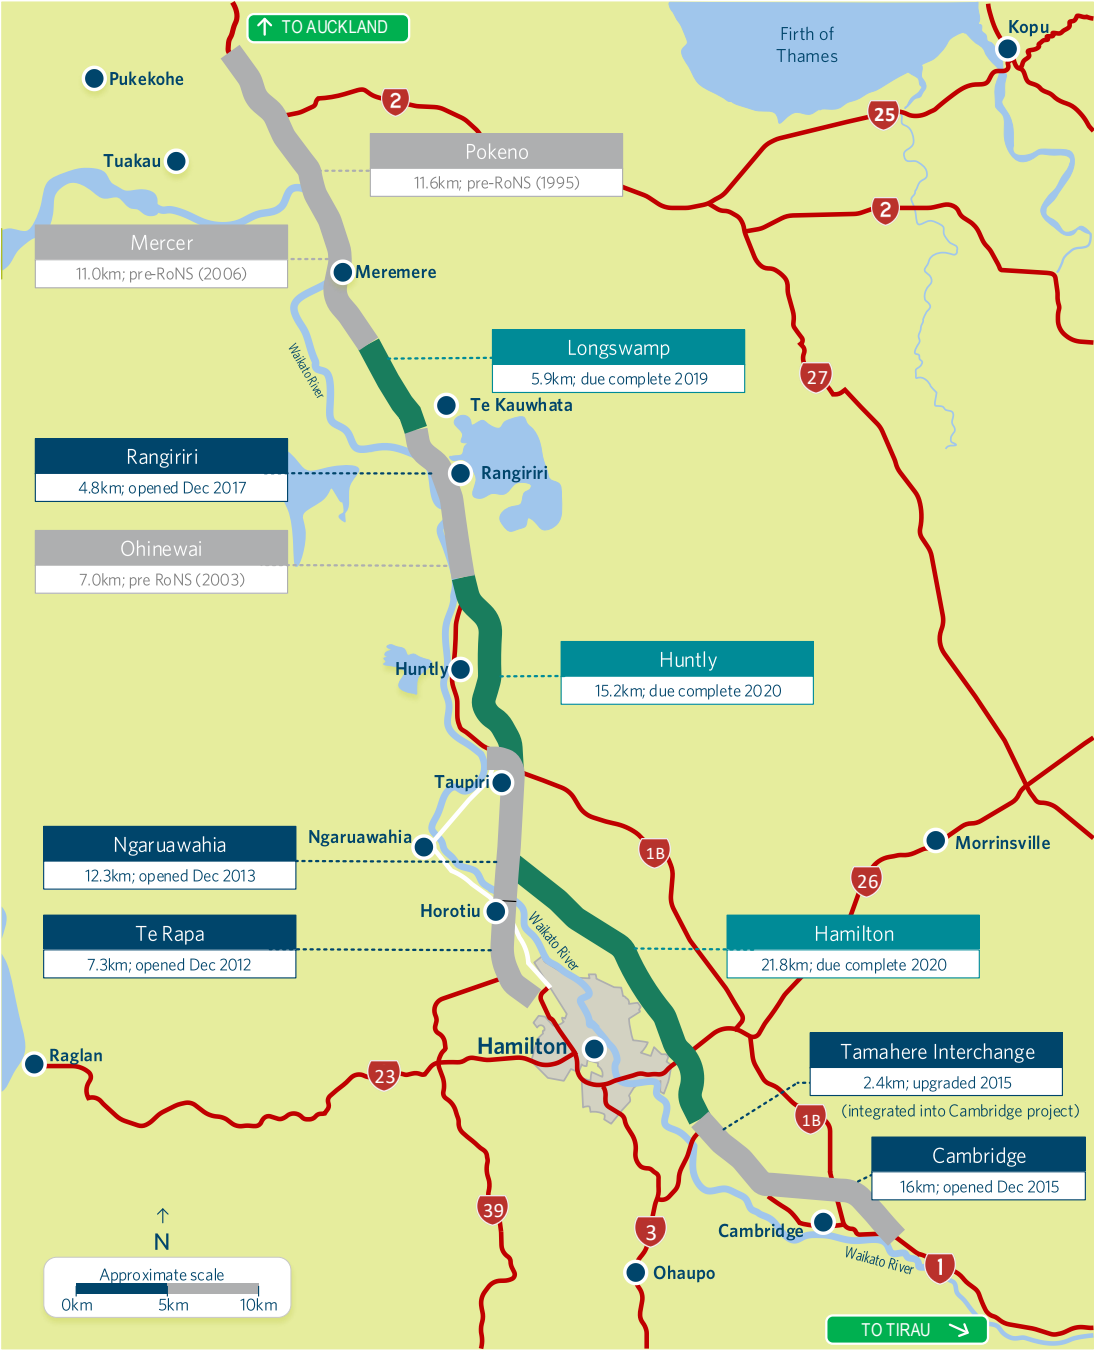 TO AUCKLAND
Firth of
Thames
Kopu
Pukekohe
2
25
Tuakau
Pokeno
11.6km; pre-RoNS (1995)
2
Mercer
11.0km; pre-RoNS (2006)
Meremere
Waikato River
Longswamp
5.9km; due complete 2019
27
Te Kauwhata
Rangiriri
4.8km; opened Dec 2017
Rangiriri
Ohinewai
7.0km; pre RoNS (2003)
Huntly
Huntly
15.2km; due complete 2020
Taupiri
Ngaruawahia
Ngaruawahia
12.3km; opened Dec 2013
1B
Morrinsville
26
Horotiu
Te Rapa
7.3km; opened Dec 2012
Waikato River
Hamilton
21.8km; due complete 2020
Hamilton
Raglan
23
Tamahere Interchange
2.4km; upgraded 2015
(integrated into Cambridge project)
1B
Cambridge
16km; opened Dec 2015
39
3
Cambridge
Waikato River
1
N
Ohaupo
Approximate scale
0km 5km 10km
TO TIRAU